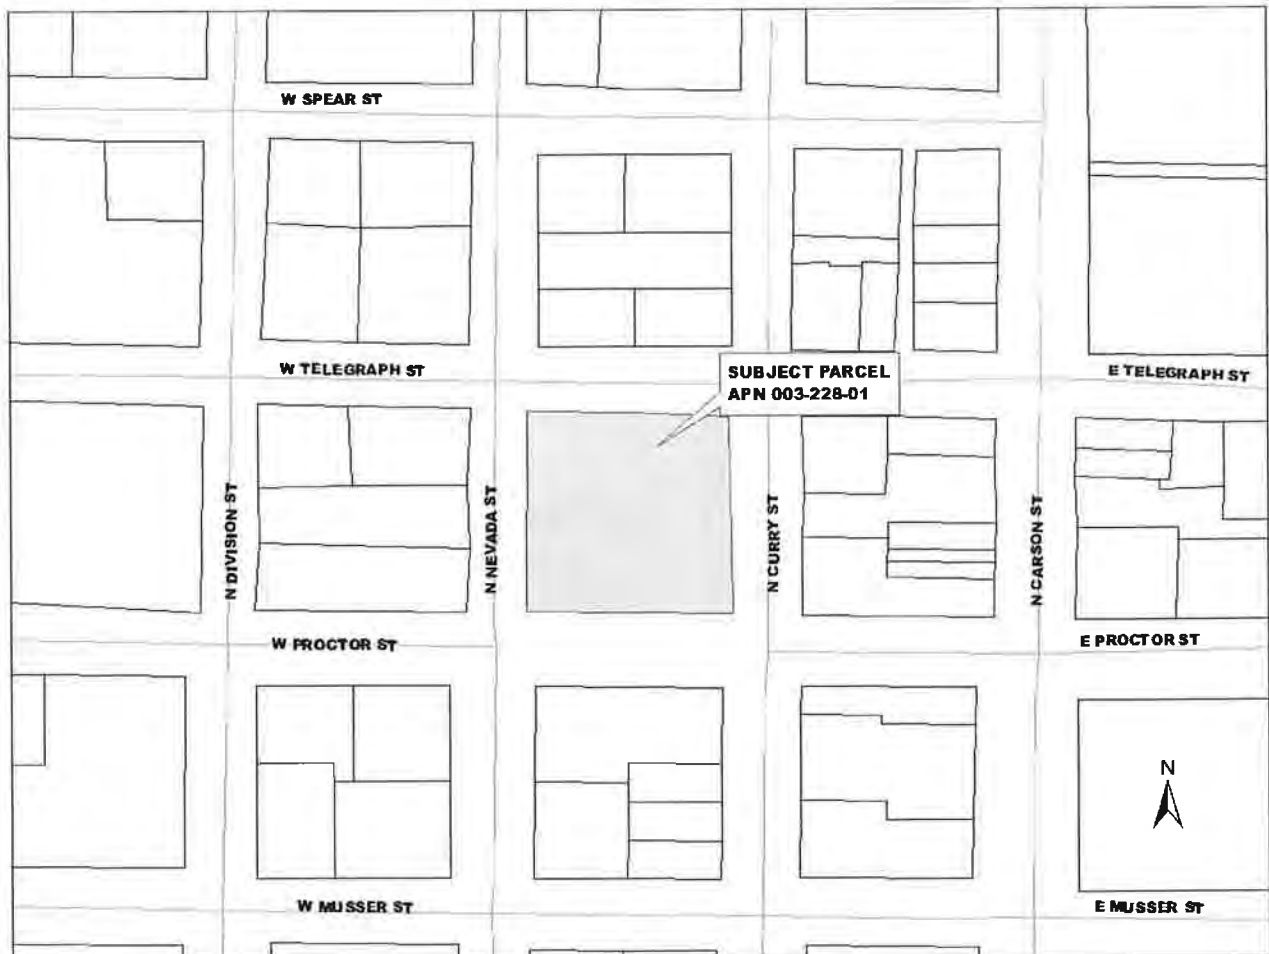 W SPEAR ST
W TELEGRAPH ST
SUBJECT PARCEL
APN 003-228-01
E TELEGRAPH ST
N DIVISION ST
N NEVADA ST
N CURRY ST
N CARSON ST
W PROCTOR ST
E PROCTOR ST
N
W MUSSER ST
E MUSSER ST